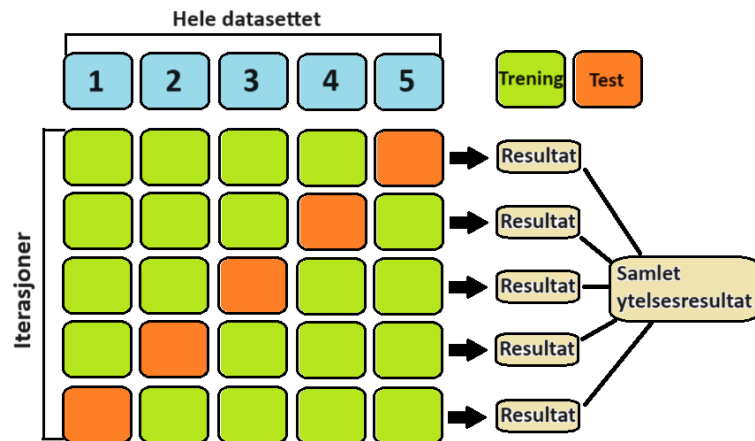 Hele datasettet
1 2 3 4 5
Trening Test
Iterasjoner
Resultat
Resultat
Resultat
Resultat
Resultat
Samlet
ytelsesresultat